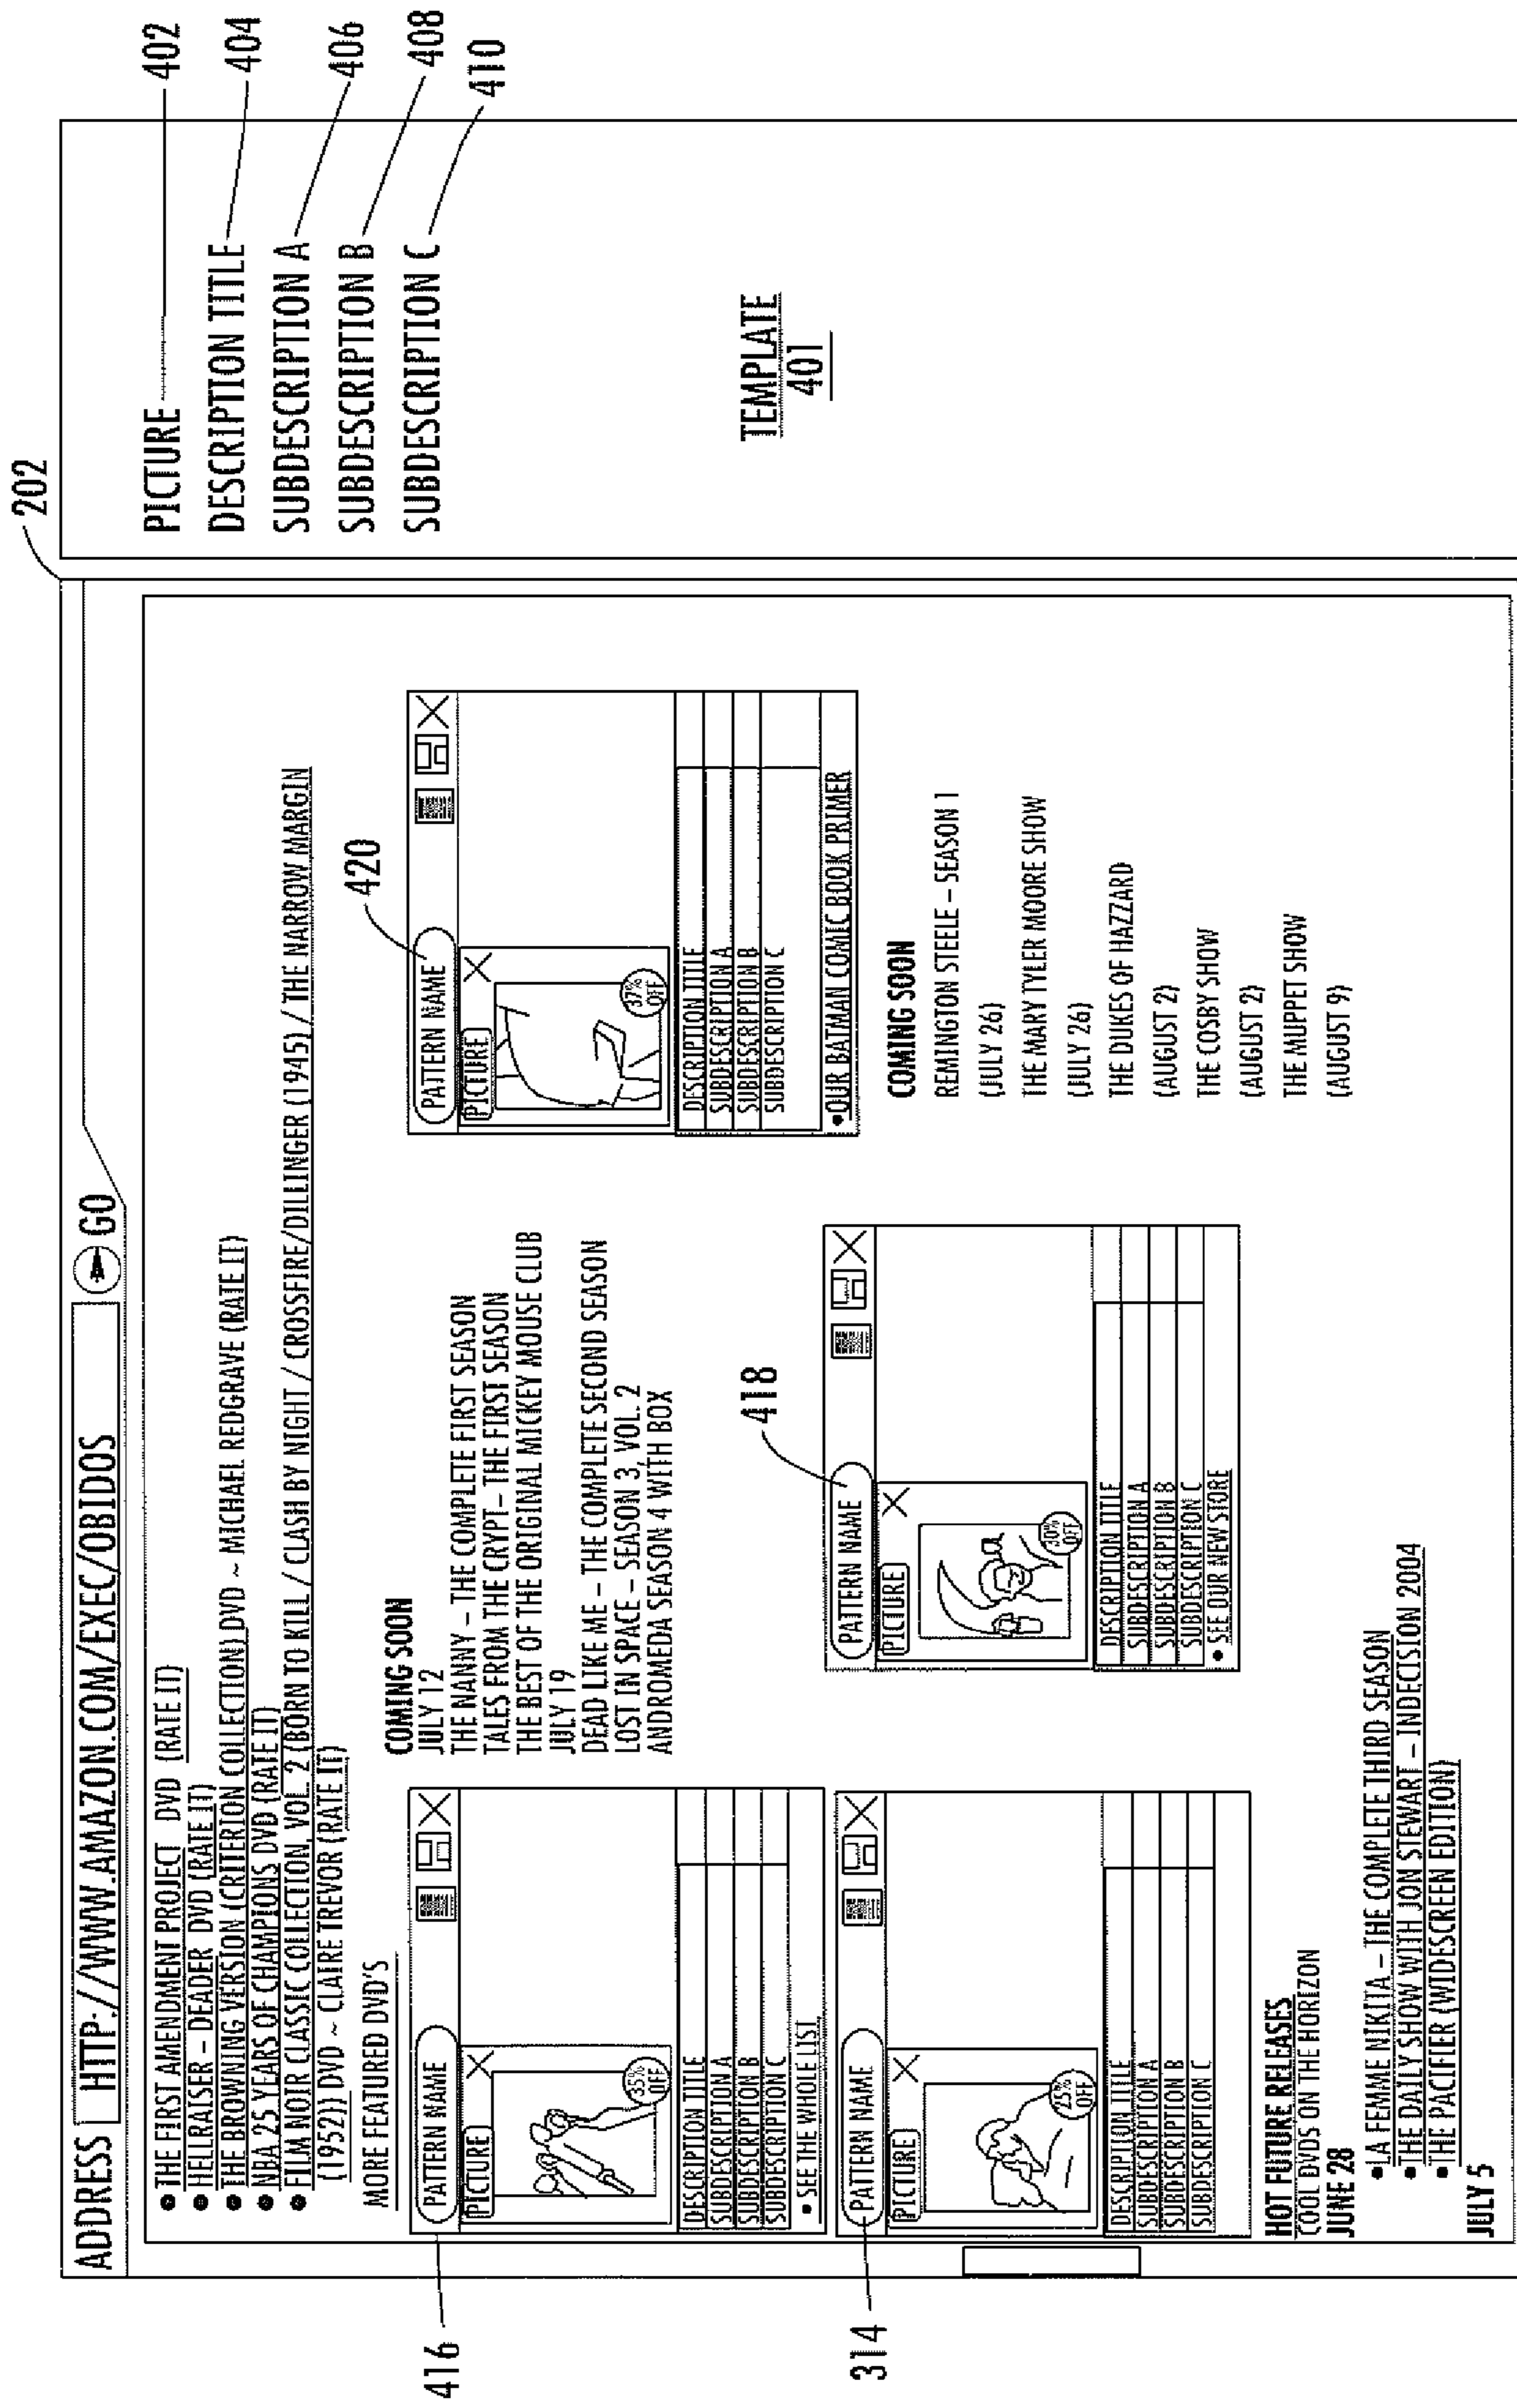 202
ADDRESS HTTP://WWW.AMAZON.COM/EXEC/OBIDOS GO
• THE FIRST AMENDMENT PROJECT DVD (RATE IT)
• HELLRAISER – DEADER DVD (RATE IT)
• THE BROWNING VERSION (CRITERION COLLECTION) DVD ~ MICHAEL REDGRAVE (RATE IT)
• NBA 25 YEARS OF CHAMPIONS DVD (RATE IT)
• FILM NOIR CLASSIC COLLECTION, VOL. 2 (BORN TO KILL / CLASH BY NIGHT / CROSSFIRE/DILLINGER (1945) / THE NARROW MARGIN
(1952)) DVD ~ CLAIRE TREVOR (RATE IT)
MORE FEATURED DVD'S
416
PATTERN NAME
PICTURE
35%
OFF
DESCRIPTION TITLE
SUBDESCRIPTION A
SUBDESCRIPTION B
SUBDESCRIPTION C
• SEE THE WHOLE LIST
314
PATTERN NAME
PICTURE
25%
OFF
DESCRIPTION TITLE
SUBDESCRIPTION A
SUBDESCRIPTION B
SUBDESCRIPTION C
HOT FUTURE RELEASES
COOL DVDS ON THE HORIZON
JUNE 28
• LA FEMME NIKITA – THE COMPLETE THIRD SEASON
• THE DAILY SHOW WITH JON STEWART – INDECISION 2004
• THE PACIFIER (WIDESCREEN EDITION)
JULY 5
COMING SOON
JULY 12
THE NANNY – THE COMPLETE FIRST SEASON
TALES FROM THE CRYPT – THE FIRST SEASON
THE BEST OF THE ORIGINAL MICKEY MOUSE CLUB
JULY 19
DEAD LIKE ME – THE COMPLETE SECOND SEASON
LOST IN SPACE – SEASON 3, VOL. 2
ANDROMEDA SEASON 4 WITH BOX
418
PATTERN NAME
PICTURE
30%
OFF
DESCRIPTION TITLE
SUBDESCRIPTION A
SUBDESCRIPTION B
SUBDESCRIPTION C
• SEE OUR NEW STORE
420
PATTERN NAME
PICTURE
37%
OFF
DESCRIPTION TITLE
SUBDESCRIPTION A
SUBDESCRIPTION B
SUBDESCRIPTION C
• OUR BATMAN COMIC BOOK PRIMER
COMING SOON
REMINGTON STEELE – SEASON 1
(JULY 26)
THE MARY TYLER MOORE SHOW
(JULY 26)
THE DUKES OF HAZZARD
(AUGUST 2)
THE COSBY SHOW
(AUGUST 2)
THE MUPPET SHOW
(AUGUST 9)
PICTURE 402
DESCRIPTION TITLE 404
SUBDESCRIPTION A 406
SUBDESCRIPTION B 408
SUBDESCRIPTION C 410
TEMPLATE
401